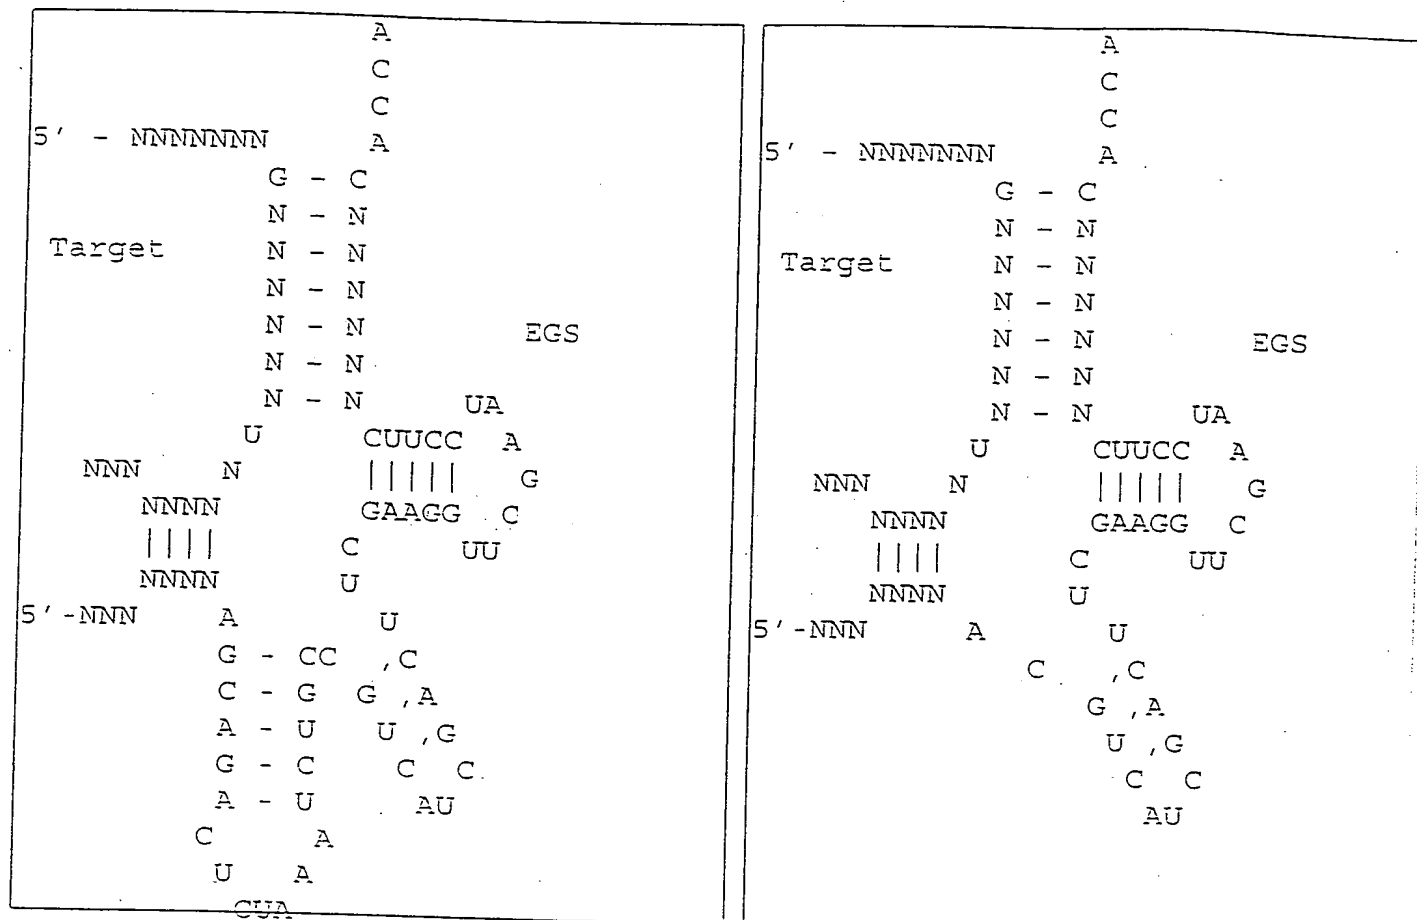 A
C
C
5' - NNNNNNN A
G - C
N - N
Target N - N
N - N
N - N EGS
N - N
N - N UA
U CUUCC A
NNN N ||||| G
NNNN GAAGG C
|||| C UU
NNNN U
5'-NNN A U
G - CC ,C
C - G G ,A
A - U U ,G
G - C C C
A - U AU
C A
U A
CUA
A
C
C
5' - NNNNNNN A
G - C
N - N
Target N - N
N - N
N - N EGS
N - N
N - N UA
U CUUCC A
NNN N ||||| G
NNNN GAAGG C
|||| C UU
NNNN U
5'-NNN A U
C ,C
G ,A
U ,G
C C
AU